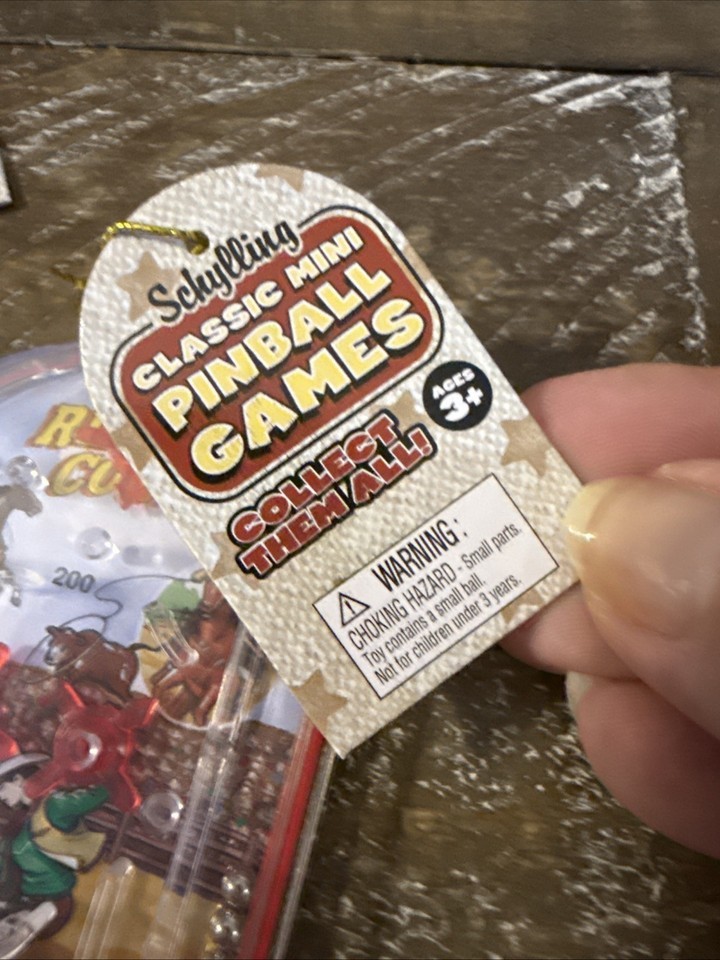 Schylling
CLASSIC MINI
PINBALL
GAMES
AGES
3+
COLLECT
THEM ALL!
WARNING:
CHOKING HAZARD - Small parts.
Toy contains a small ball.
Not for children under 3 years.
200